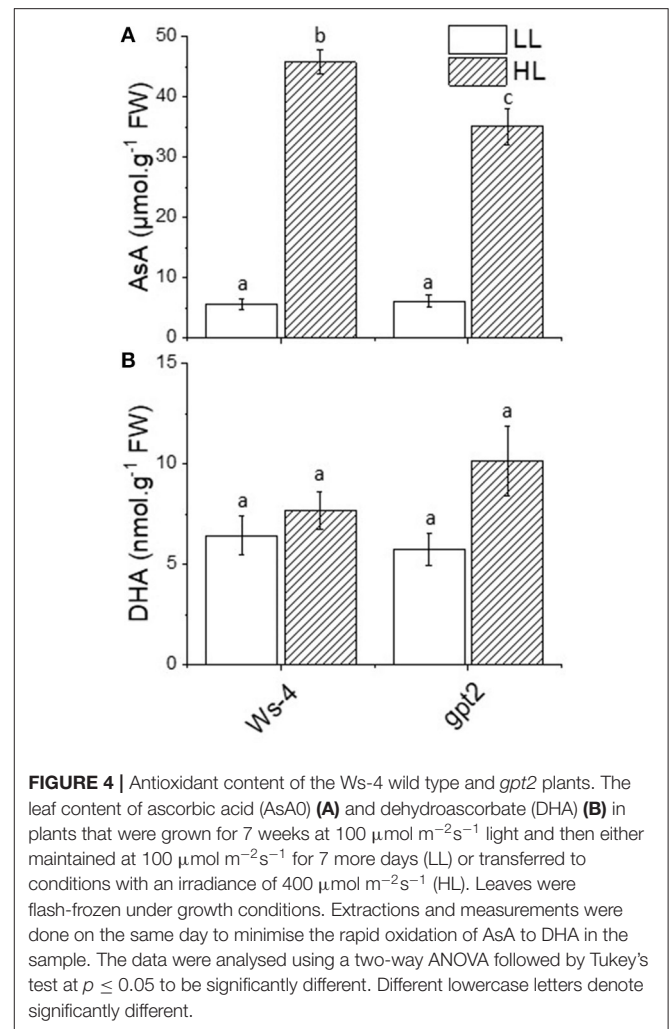 A
AsA (µmol.g⁻¹ FW)
50
40
30
20
10
0
LL
HL
a
b
a
c
B
DHA (nmol.g⁻¹ FW)
15
10
5
0
a
a
a
a
Ws-4
gpt2
FIGURE 4 | Antioxidant content of the Ws-4 wild type and gpt2 plants. The
leaf content of ascorbic acid (AsA0) (A) and dehydroascorbate (DHA) (B) in
plants that were grown for 7 weeks at 100 µmol m⁻²s⁻¹ light and then either
maintained at 100 µmol m⁻²s⁻¹ for 7 more days (LL) or transferred to
conditions with an irradiance of 400 µmol m⁻²s⁻¹ (HL). Leaves were
flash-frozen under growth conditions. Extractions and measurements were
done on the same day to minimise the rapid oxidation of AsA to DHA in the
sample. The data were analysed using a two-way ANOVA followed by Tukey's
test at p ≤ 0.05 to be significantly different. Different lowercase letters denote
significantly different.